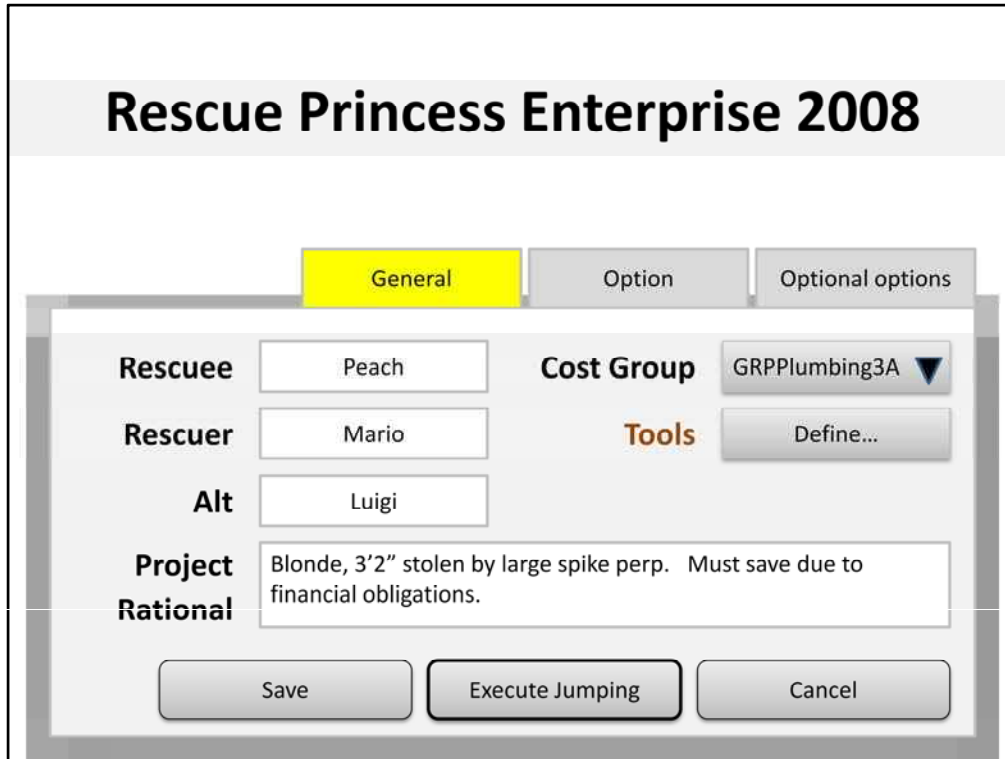 Rescue Princess Enterprise 2008
General Option Optional options
Rescuee Peach Cost Group GRPPlumbing3A
Rescuer Mario Tools Define...
Alt Luigi
Project Rational
Blonde, 3’2” stolen by large spike perp. Must save due to
financial obligations.
Save Execute Jumping Cancel